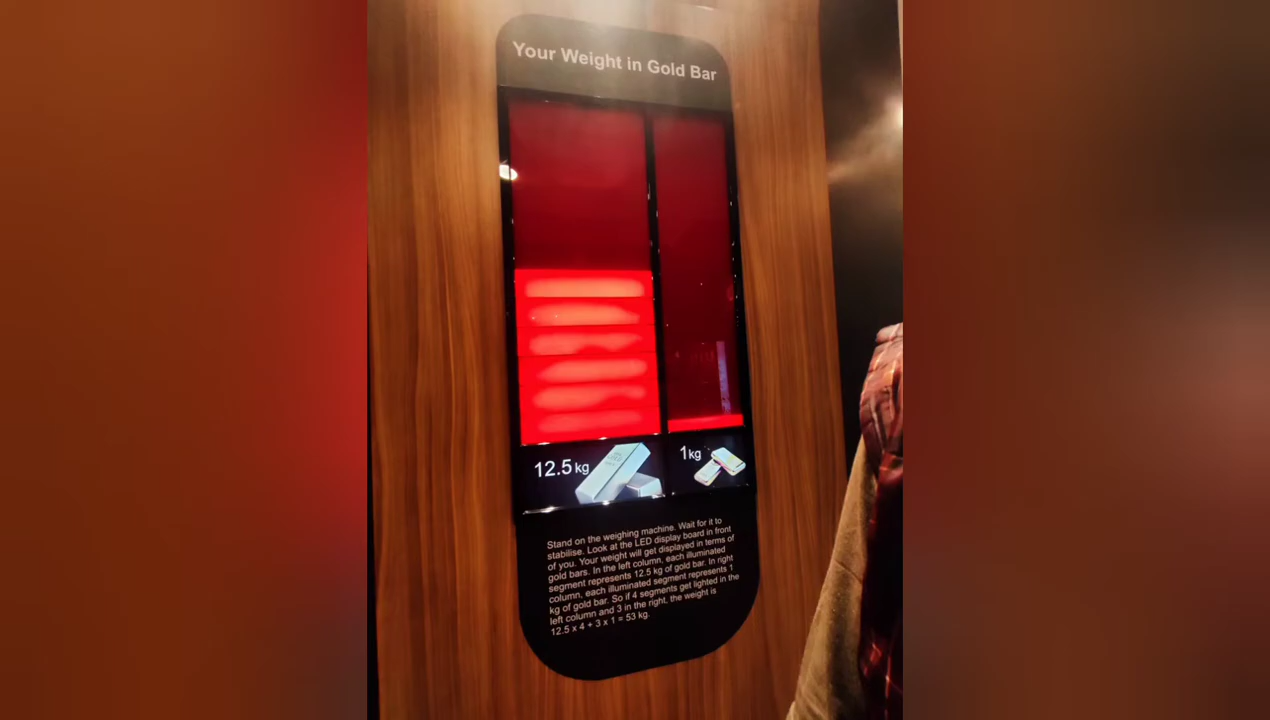 Your Weight in Gold Bar
12.5 kg
1 kg
Stand on the weighing machine. Wait for it to
stabilise. Look at the LED display board in front
of you. Your weight will get displayed in terms of
gold bars. In the left column, each illuminated
segment represents 12.5 kg of gold bar. In right
column, each illuminated segment represents 1
kg of gold bar. So if 4 segments get lighted in the
left column and 3 in the right, the weight is
12.5 x 4 + 3 x 1 = 53 kg.